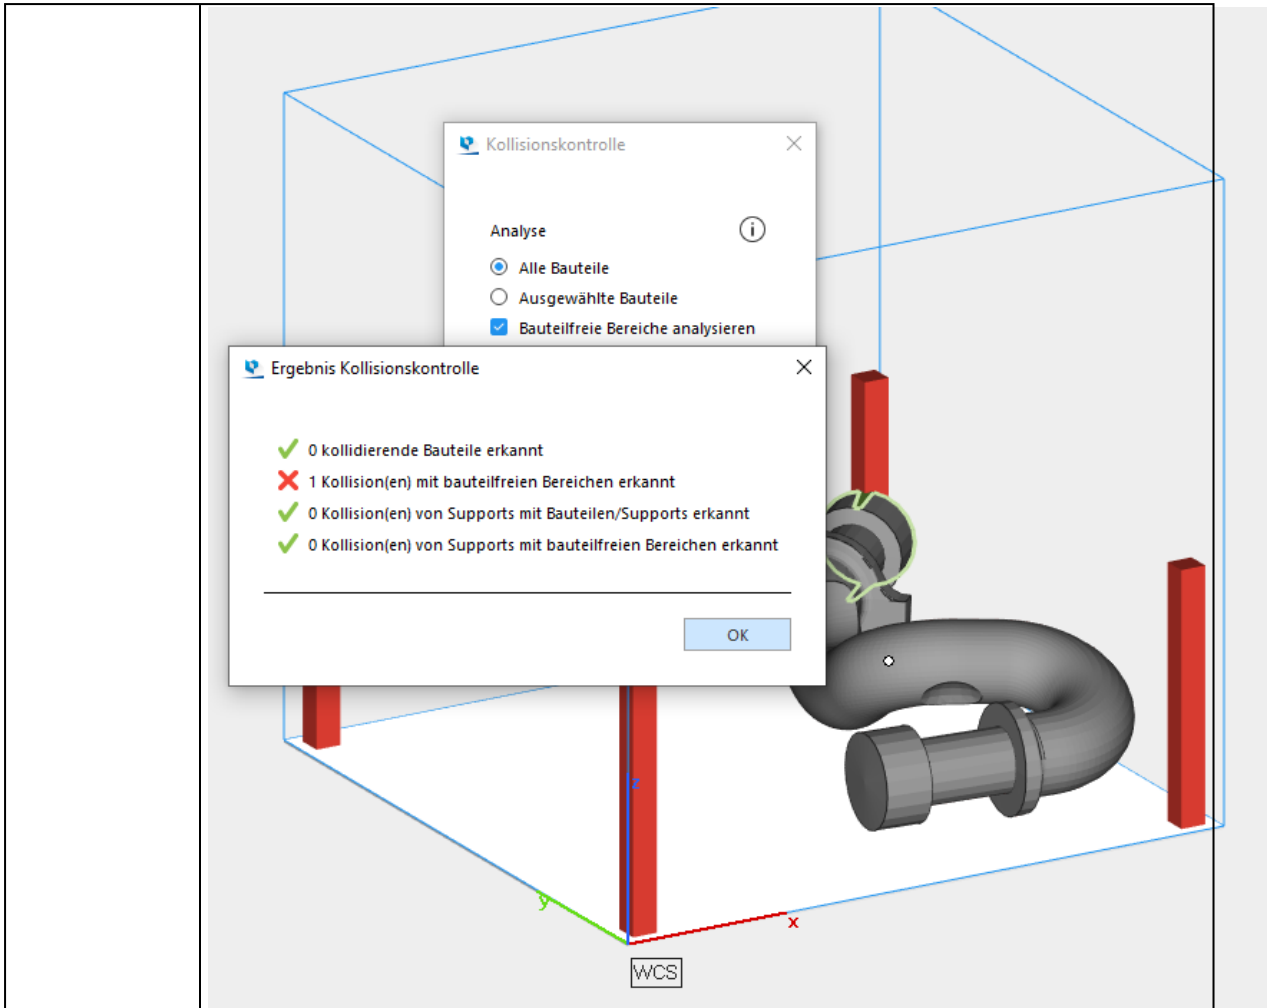 Kollisionskontrolle
Analyse
Alle Bauteile
Ausgewählte Bauteile
Bauteilfreie Bereiche analysieren
Ergebnis Kollisionskontrolle
0 kollidierende Bauteile erkannt
1 Kollision(en) mit bauteilfreien Bereichen erkannt
0 Kollision(en) von Supports mit Bauteilen/Supports erkannt
0 Kollision(en) von Supports mit bauteilfreien Bereichen erkannt
OK
z
y
x
WCS